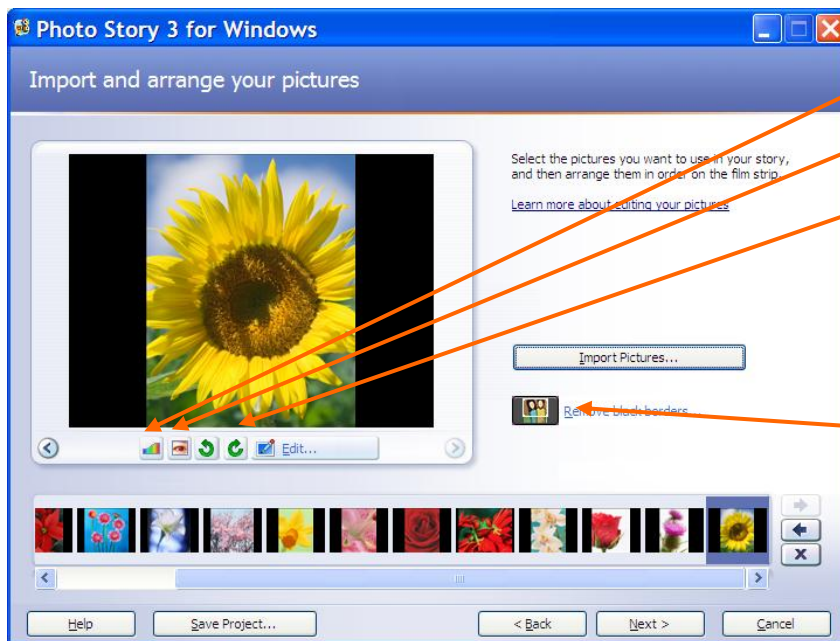 Photo Story 3 for Windows
Import and arrange your pictures
Select the pictures you want to use in your story,
and then arrange them in order on the film strip.
Learn more about editing your pictures
Import Pictures...
Remove black borders...
Edit...
Help
Save Project...
< Back
Next >
Cancel